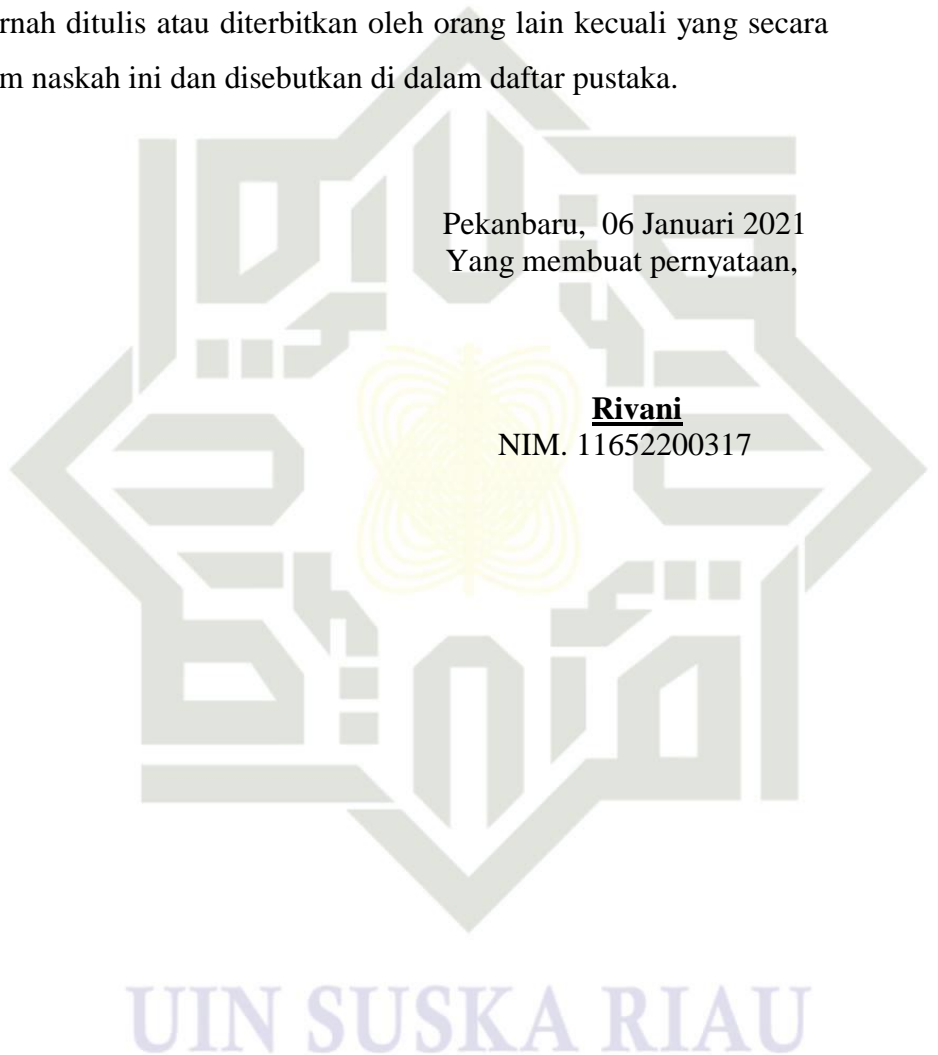 rnah ditulis atau diterbitkan oleh orang lain kecuali yang secara
m naskah ini dan disebutkan di dalam daftar pustaka.
Pekanbaru, 06 Januari 2021
Yang membuat pernyataan,
Rivani
NIM. 11652200317
UIN SUSKA RIAU